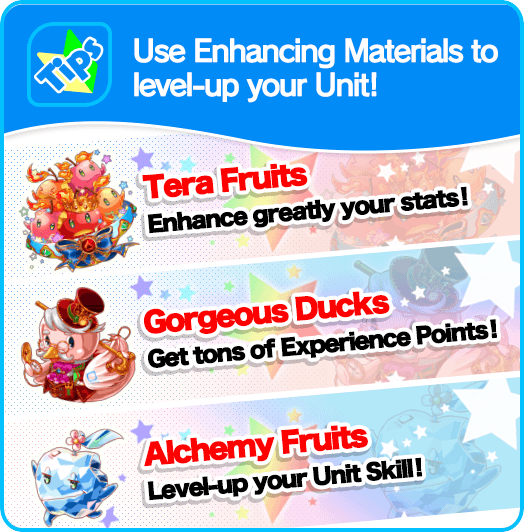 Tips
Use Enhancing Materials to
level-up your Unit!
Tera Fruits
Enhance greatly your stats!
Gorgeous Ducks
Get tons of Experience Points!
Alchemy Fruits
Level-up your Unit Skill!